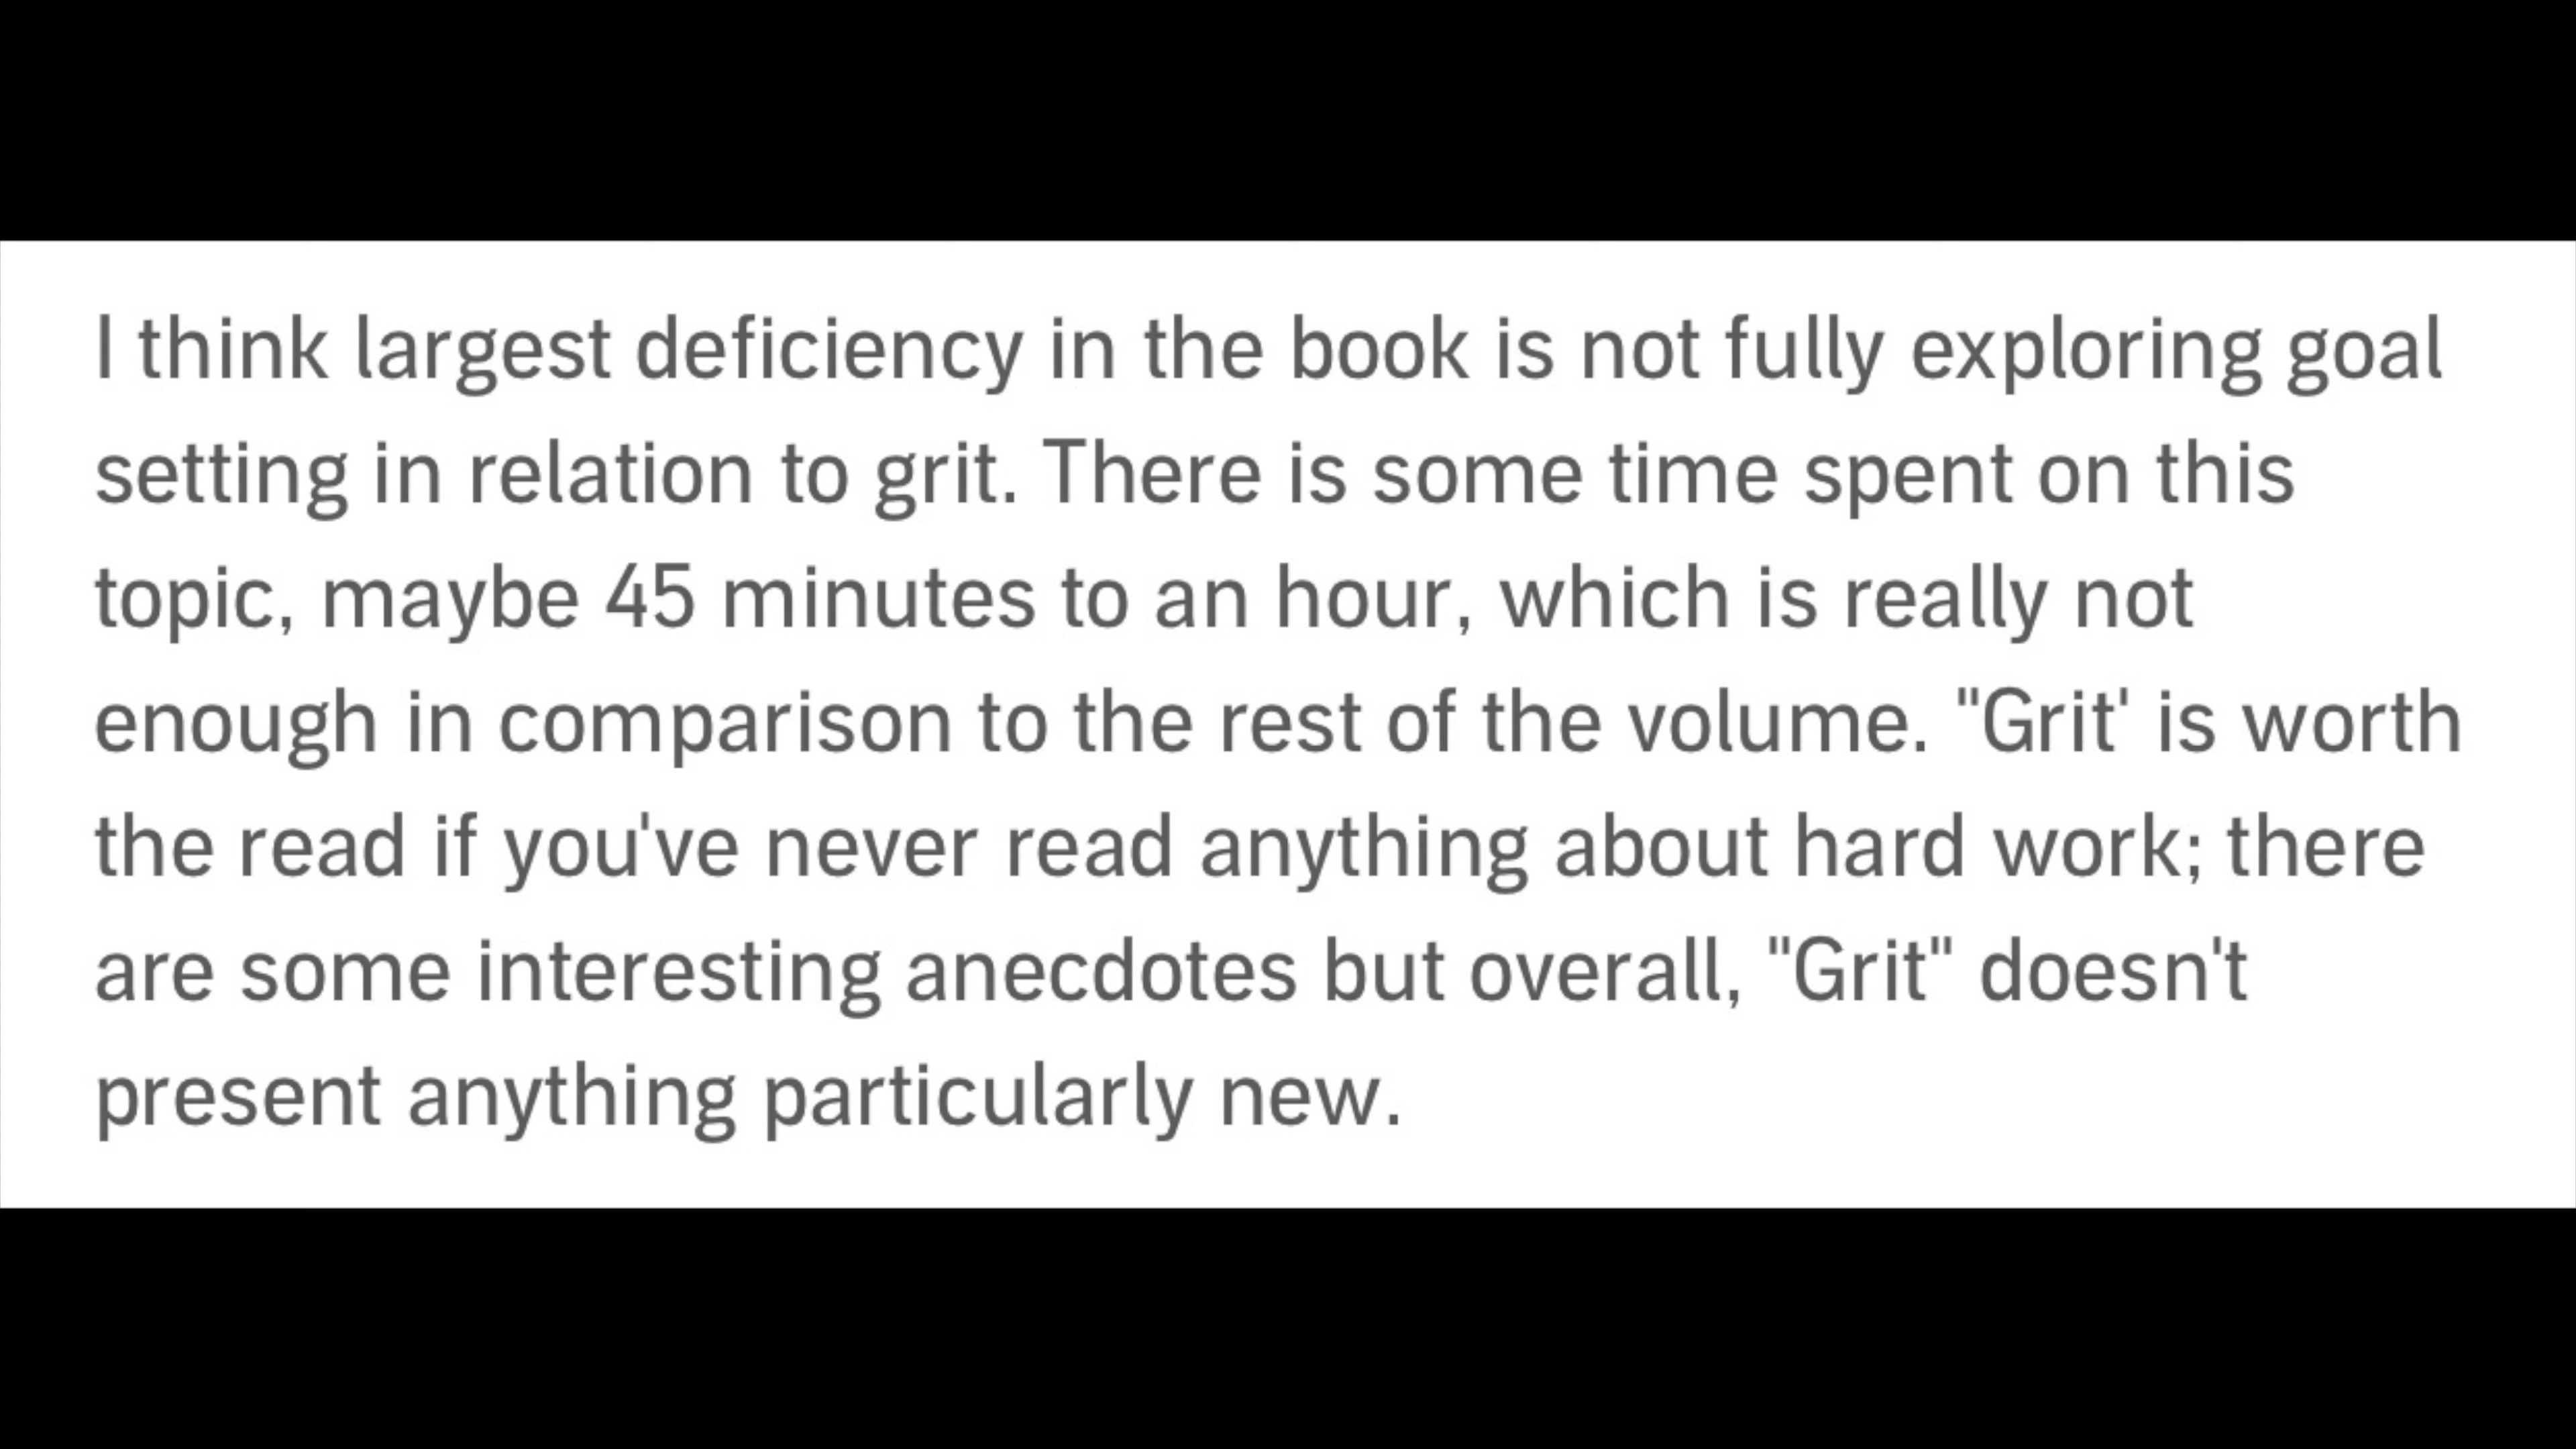 I think largest deficiency in the book is not fully exploring goal
setting in relation to grit. There is some time spent on this
topic, maybe 45 minutes to an hour, which is really not
enough in comparison to the rest of the volume. "Grit' is worth
the read if you've never read anything about hard work; there
are some interesting anecdotes but overall, "Grit" doesn't
present anything particularly new.